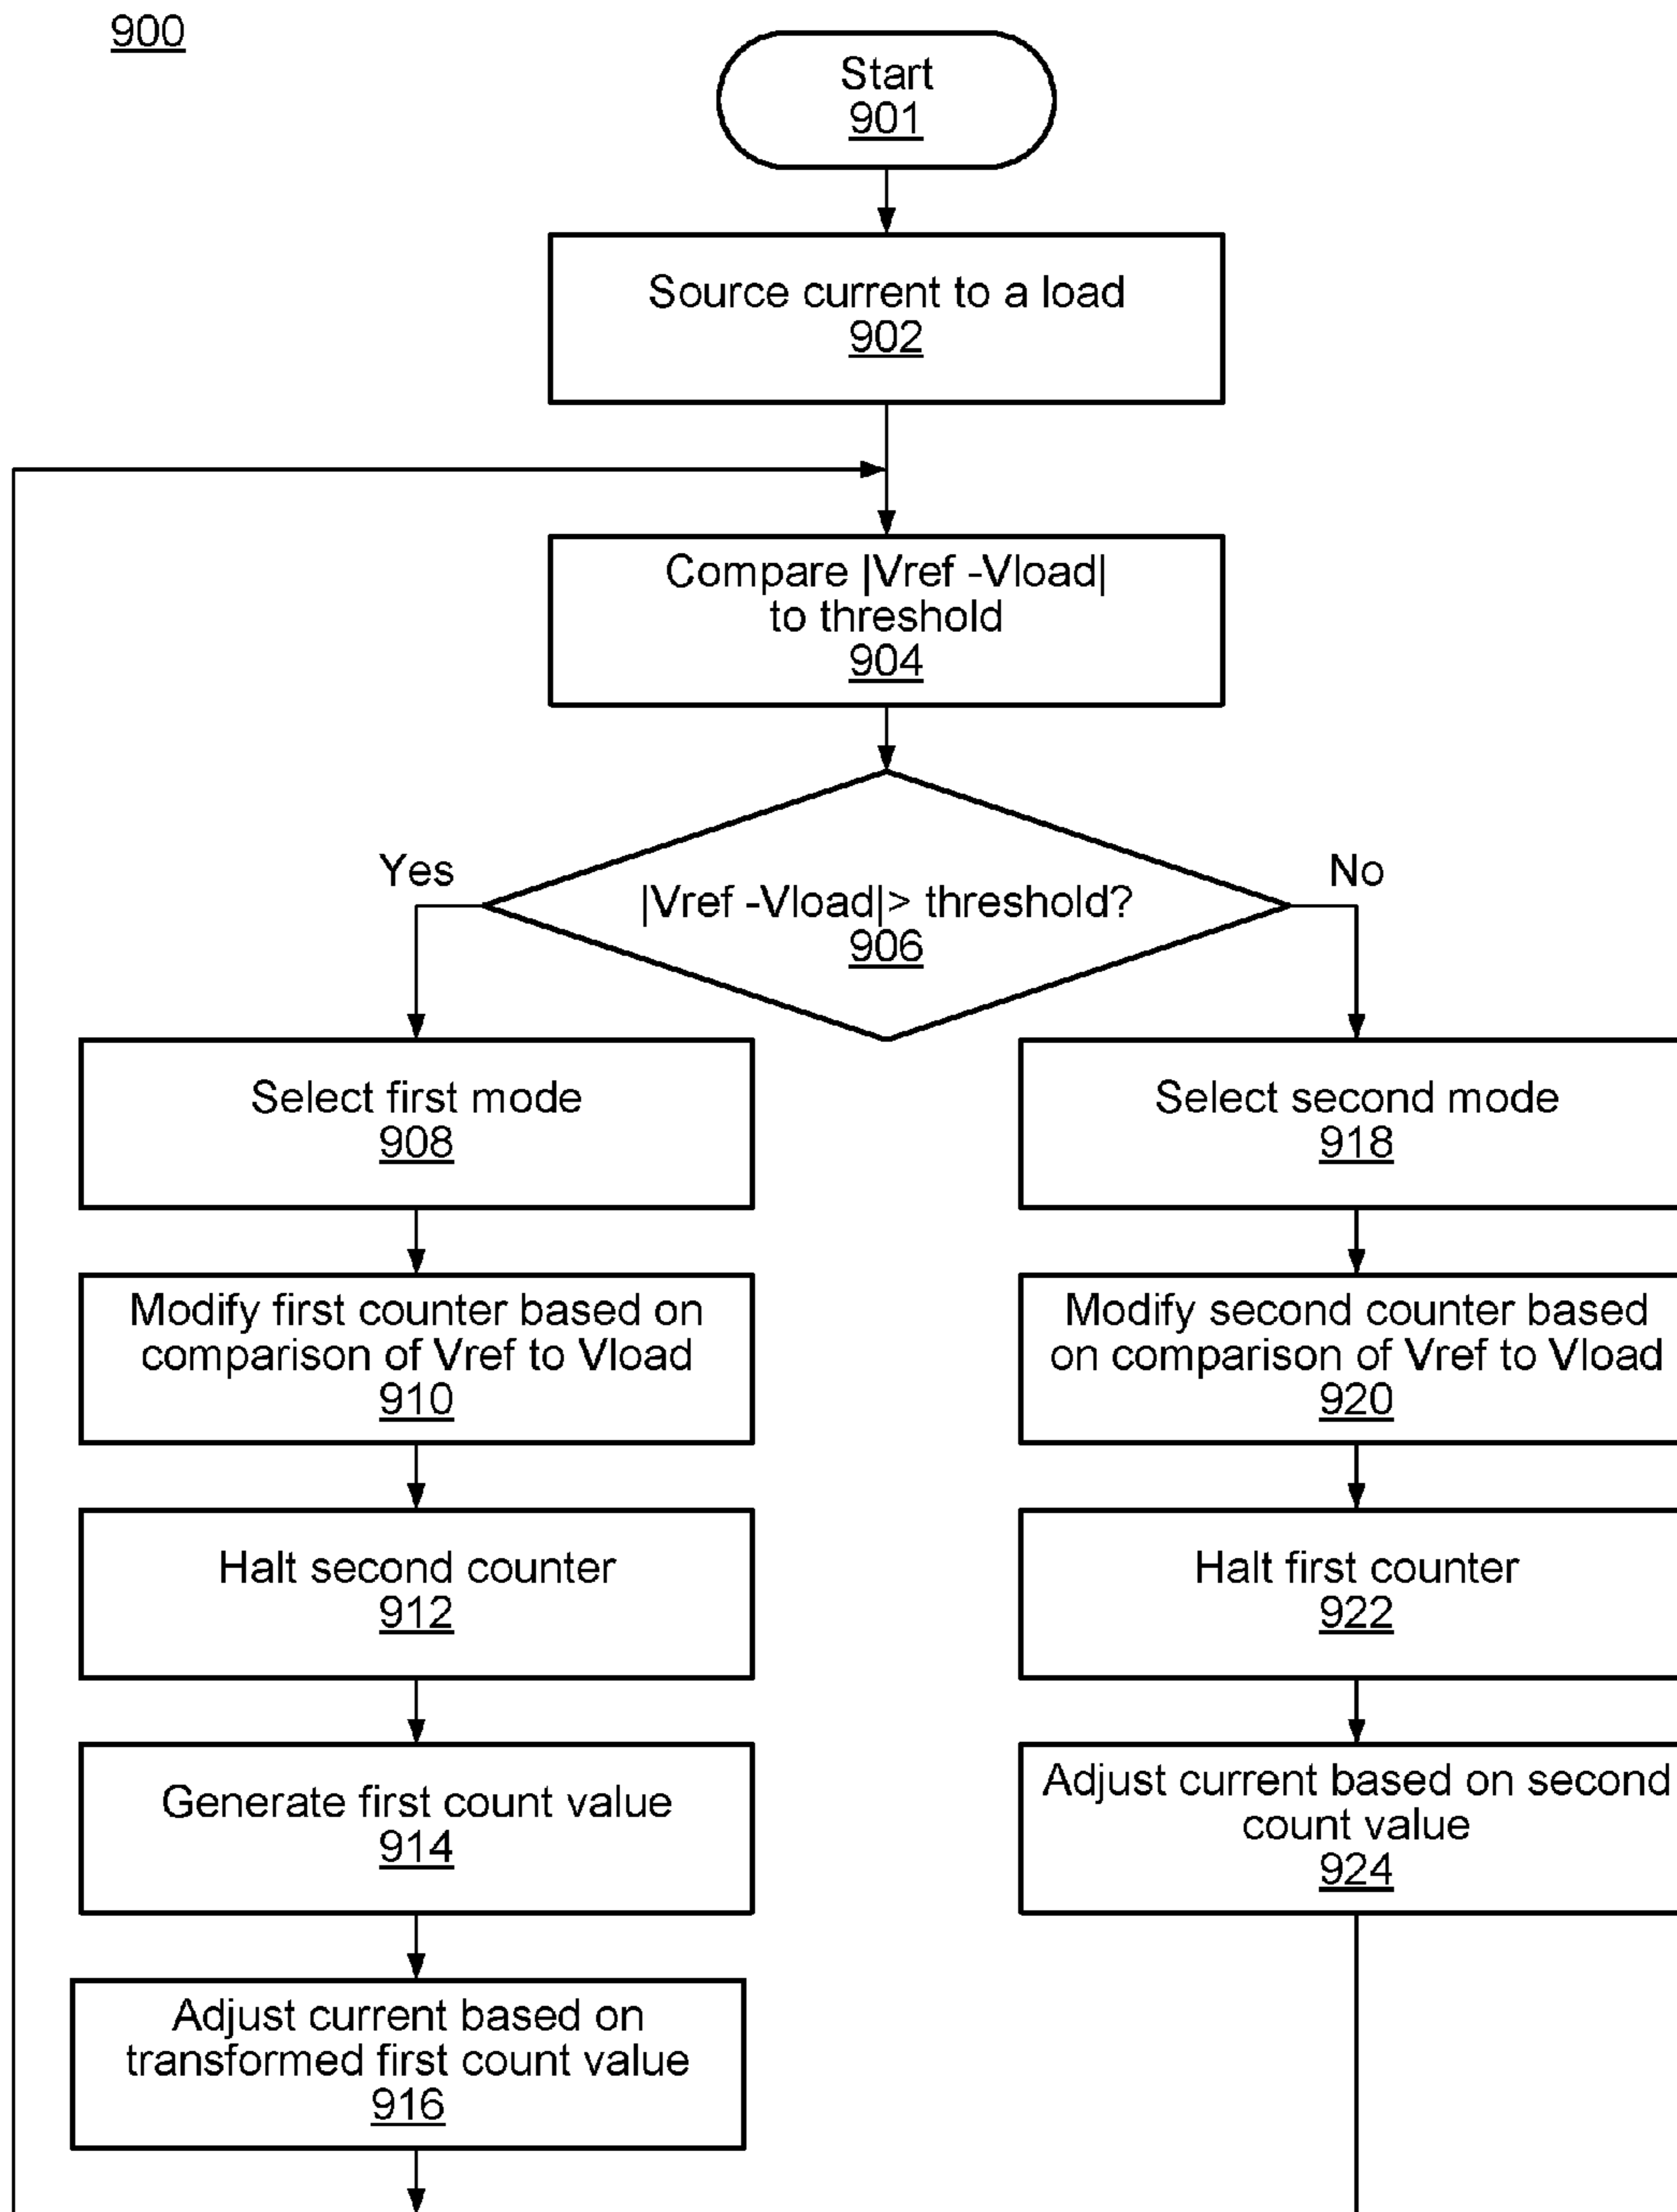 900
Start
901
Source current to a load
902
Compare |Vref -Vload|
to threshold
904
|Vref -Vload|> threshold?
906
Yes
No
Select first mode
908
Modify first counter based on
comparison of Vref to Vload
910
Halt second counter
912
Generate first count value
914
Adjust current based on
transformed first count value
916
Select second mode
918
Modify second counter based
on comparison of Vref to Vload
920
Halt first counter
922
Adjust current based on second
count value
924